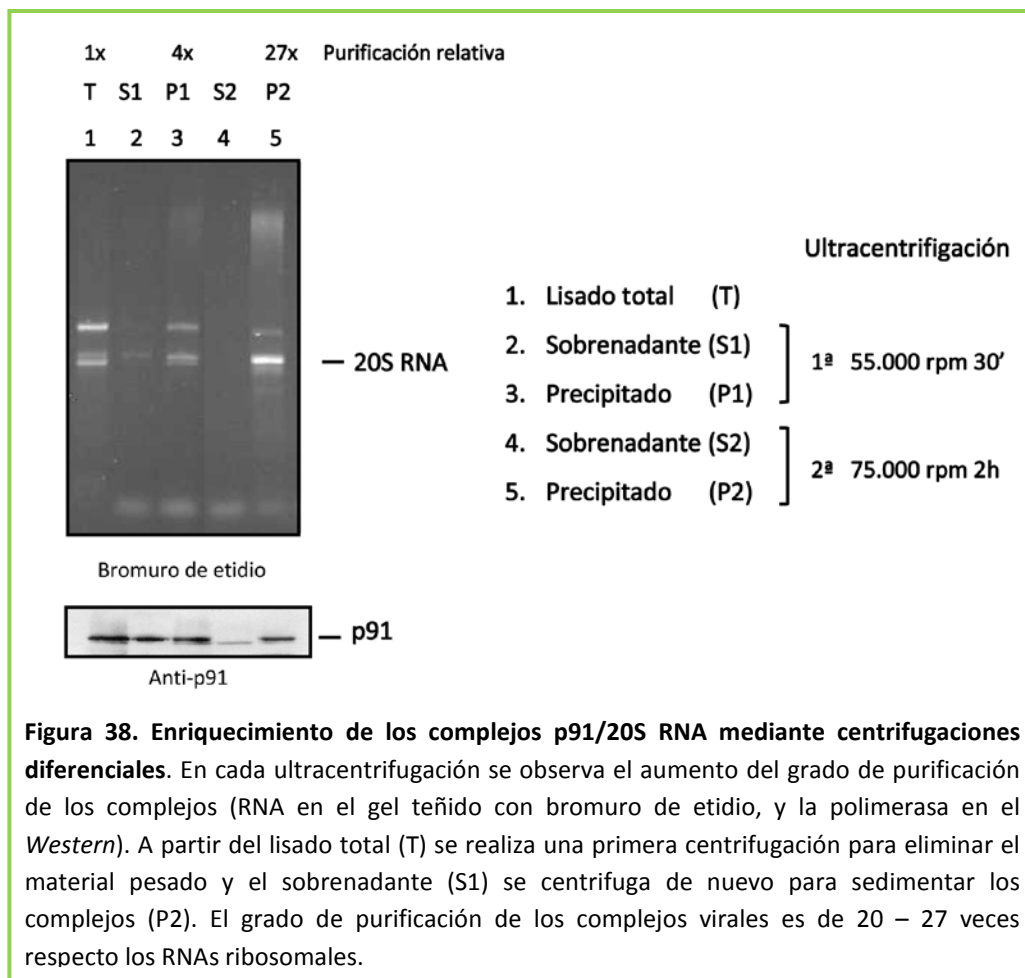 1x 4x 27x Purificación relativa
T S1 P1 S2 P2
1 2 3 4 5
— 20S RNA
Bromuro de etidio
— p91
Anti-p91
Ultracentrifigación
1. Lisado total (T)
2. Sobrenadante (S1)
3. Precipitado (P1)
1ª 55.000 rpm 30’
4. Sobrenadante (S2)
5. Precipitado (P2)
2ª 75.000 rpm 2h
Figura 38. Enriquecimiento de los complejos p91/20S RNA mediante centrifugaciones
diferenciales. En cada ultracentrifugación se observa el aumento del grado de purificación
de los complejos (RNA en el gel teñido con bromuro de etidio, y la polimerasa en el
Western). A partir del lisado total (T) se realiza una primera centrifugación para eliminar el
material pesado y el sobrenadante (S1) se centrifuga de nuevo para sedimentar los
complejos (P2). El grado de purificación de los complejos virales es de 20 – 27 veces
respecto los RNAs ribosomales.